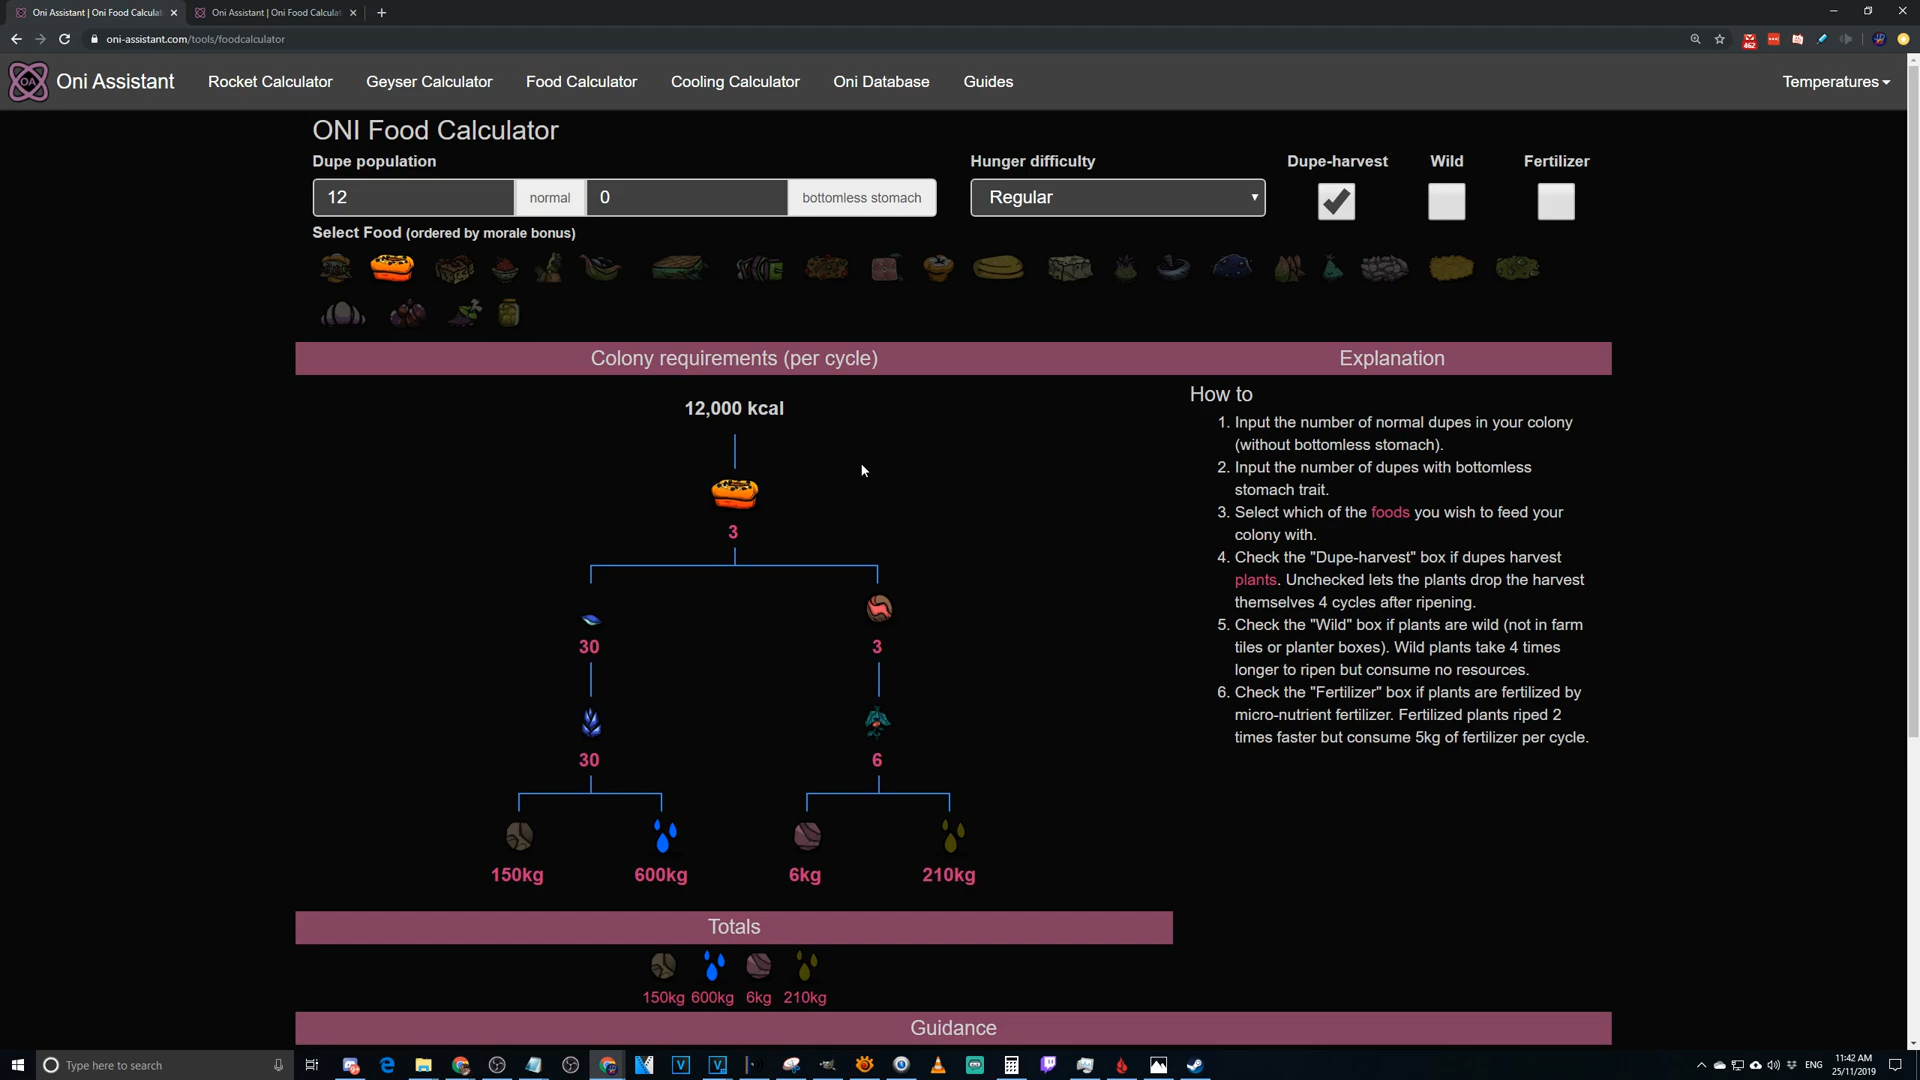 Oni Assistant | Oni Food Calculat
Oni Assistant | Oni Food Calculat
oni-assistant.com/tools/foodcalculator
462
OA
Oni Assistant
Rocket Calculator
Geyser Calculator
Food Calculator
Cooling Calculator
Oni Database
Guides
Temperatures
ONI Food Calculator
Dupe population
Hunger difficulty
Dupe-harvest
Wild
Fertilizer
12
normal
0
bottomless stomach
Regular
Select Food (ordered by morale bonus)
Colony requirements (per cycle)
Explanation
12,000 kcal
3
30
3
30
6
150kg
600kg
6kg
210kg
How to
1. Input the number of normal dupes in your colony
(without bottomless stomach).
2. Input the number of dupes with bottomless
stomach trait.
3. Select which of the foods you wish to feed your
colony with.
4. Check the "Dupe-harvest" box if dupes harvest
plants. Unchecked lets the plants drop the harvest
themselves 4 cycles after ripening.
5. Check the "Wild" box if plants are wild (not in farm
tiles or planter boxes). Wild plants take 4 times
longer to ripen but consume no resources.
6. Check the "Fertilizer" box if plants are fertilized by
micro-nutrient fertilizer. Fertilized plants riped 2
times faster but consume 5kg of fertilizer per cycle.
Totals
150kg 600kg 6kg 210kg
Guidance
Type here to search
ENG
11:42 AM
25/11/2019